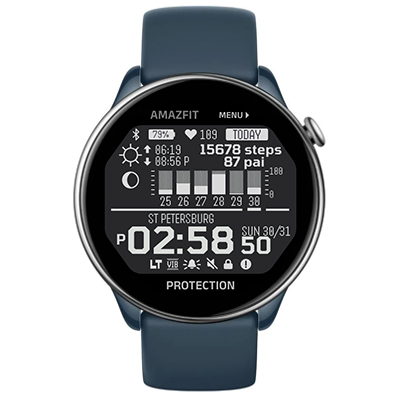 AMAZFIT MENU
79% 109 TODAY
06:19 15678 steps
08:56 P 87 pai
100
0
25 26 27 28 29 30
ST PETERSBURG
P 02:58 50 SUN 30/31
LT VIB
PROTECTION